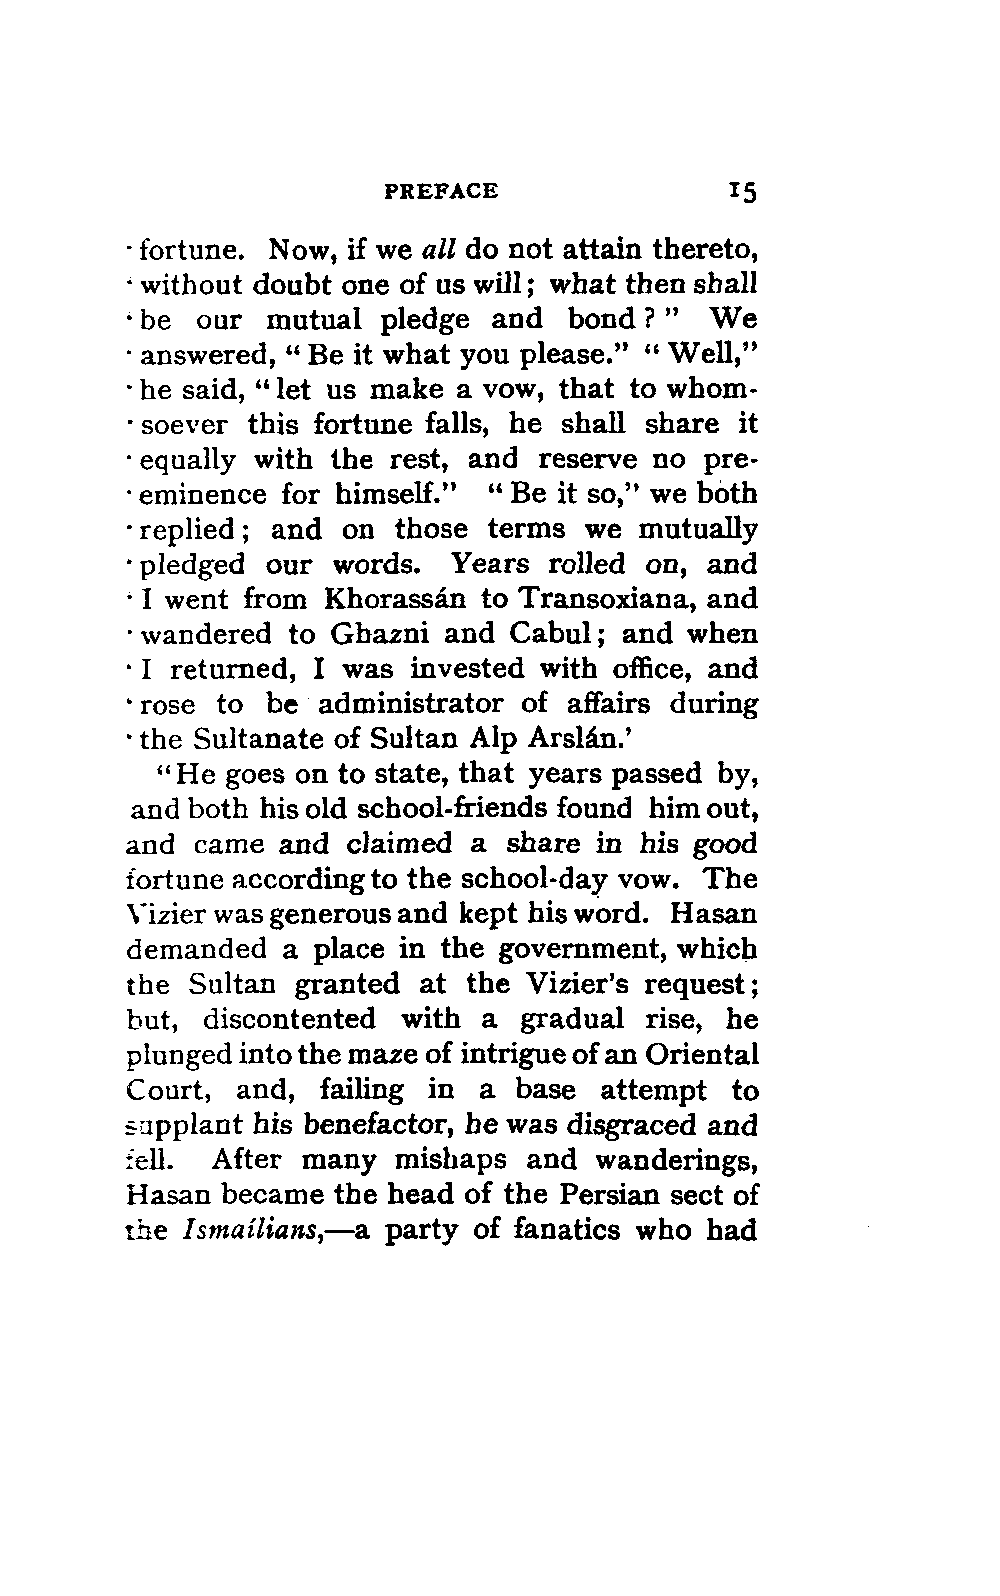 PREFACE 15
‘fortune. Now, if we all do not attain thereto,
‘without doubt one of us will; what then shall
‘be our mutual pledge and bond?” We
‘answered, “Be it what you please.” “Well,”
‘he said, “let us make a vow, that to whom-
‘soever this fortune falls, he shall share it
‘equally with the rest, and reserve no pre-
‘eminence for himself.” “Be it so,” we both
‘replied; and on those terms we mutually
‘pledged our words. Years rolled on, and
‘I went from Khorassán to Transoxiana, and
‘wandered to Ghazni and Cabul; and when
‘I returned, I was invested with office, and
‘rose to be administrator of affairs during
‘the Sultanate of Sultan Alp Arslán.’
“He goes on to state, that years passed by,
and both his old school-friends found him out,
and came and claimed a share in his good
fortune according to the school-day vow. The
Vizier was generous and kept his word. Hasan
demanded a place in the government, which
the Sultan granted at the Vizier's request;
but, discontented with a gradual rise, he
plunged into the maze of intrigue of an Oriental
Court, and, failing in a base attempt to
supplant his benefactor, he was disgraced and
fell. After many mishaps and wanderings,
Hasan became the head of the Persian sect of
the Ismaílians,—a party of fanatics who had